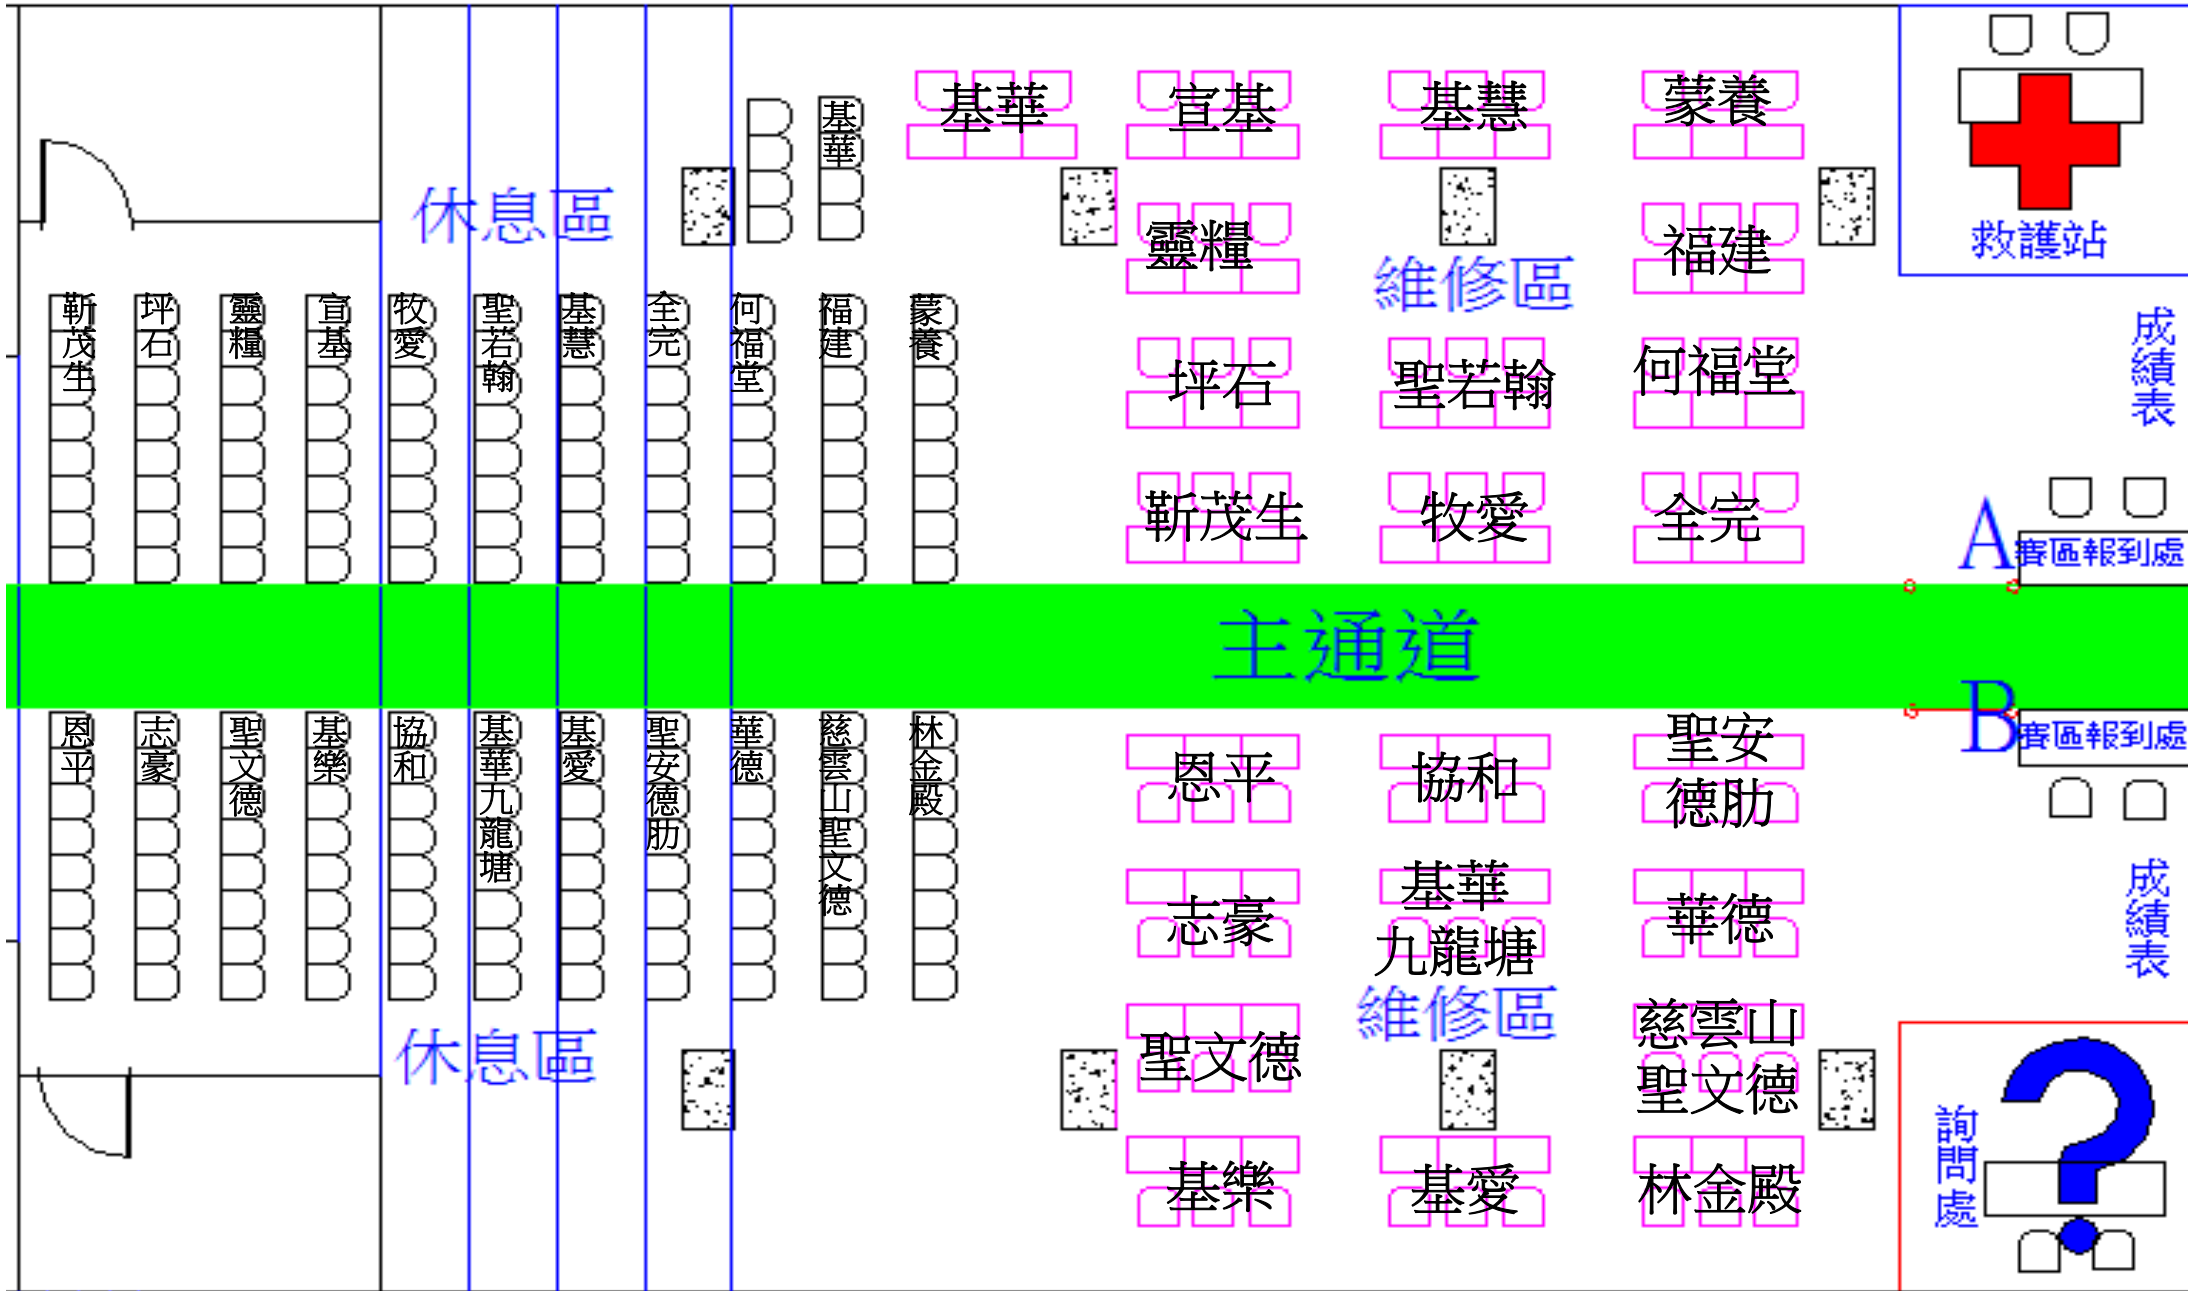 基華
宣基
基慧
蒙養
基華
休息區
救護站
靈糧
福建
維修區
靳茂生
坪石
靈糧
宣基
牧愛
聖若翰
基慧
全完
何福堂
福建
蒙養
成績表
坪石
聖若翰
何福堂
靳茂生
牧愛
全完
A
賽區報到處
主通道
B
賽區報到處
恩平
志豪
聖文德
基樂
協和
基華九龍塘
基愛
聖安德肋
華德
慈雲山聖文德
林金殿
恩平
協和
聖安
德肋
志豪
基華
九龍塘
華德
成績表
維修區
休息區
聖文德
慈雲山
聖文德
詢問處
基樂
基愛
林金殿